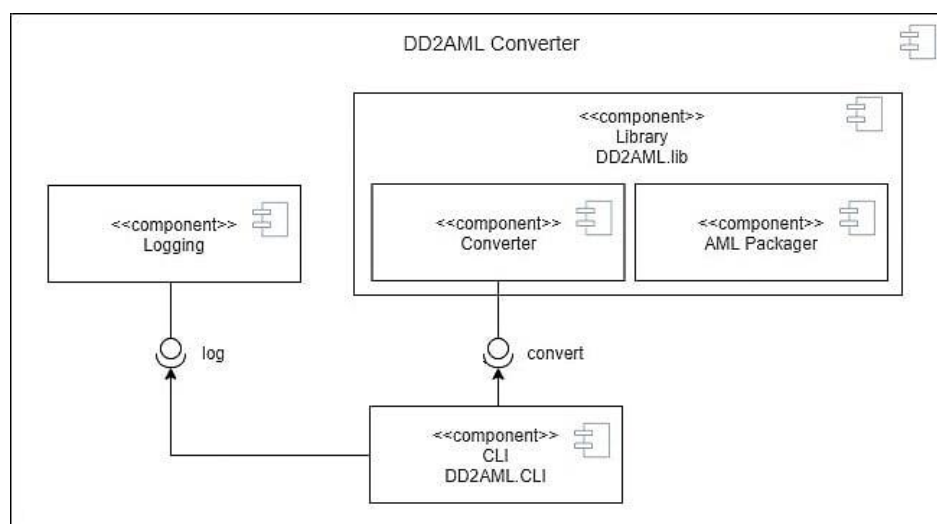 DD2AML Converter
<<component>>
Library
DD2AML.lib
<<component>>
Logging
<<component>>
Converter
<<component>>
AML Packager
log
convert
<<component>>
CLI
DD2AML.CLI